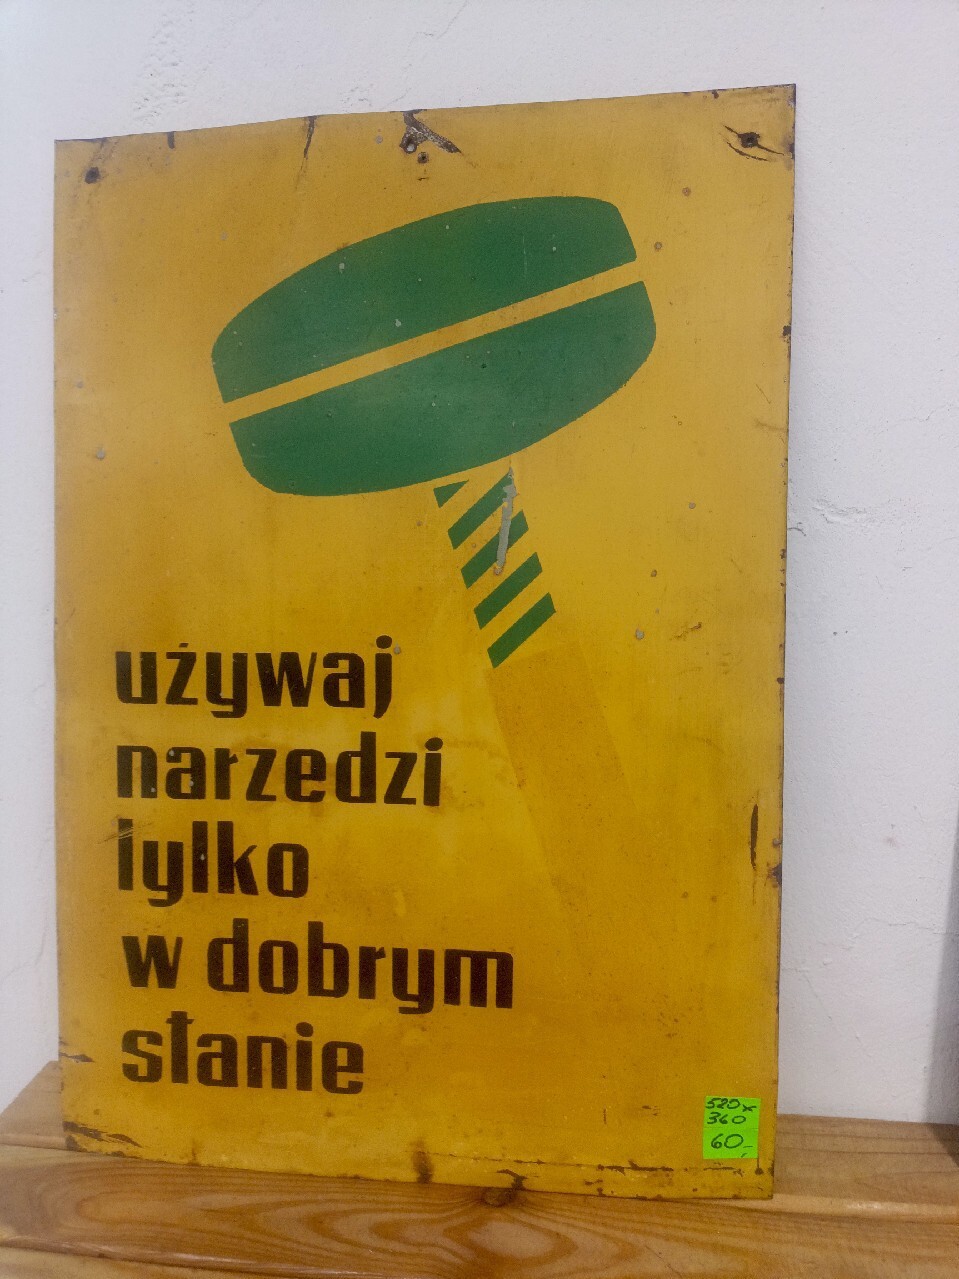 używaj
narzedzi
tylko
w dobrym
stanie
520x
360
60,-